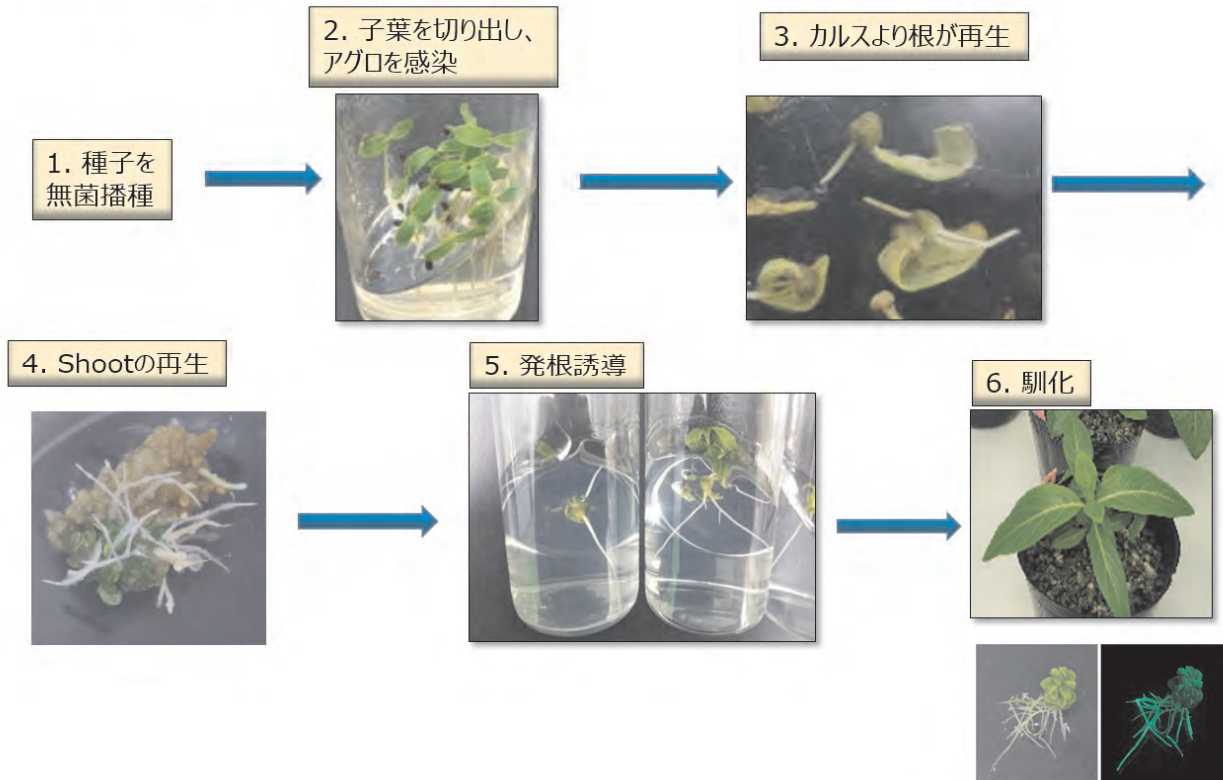 1. 種子を
無菌播種
2. 子葉を切り出し、
アグロを感染
3. カルスより根が再生
4. Shootの再生
5. 発根誘導
6. 馴化